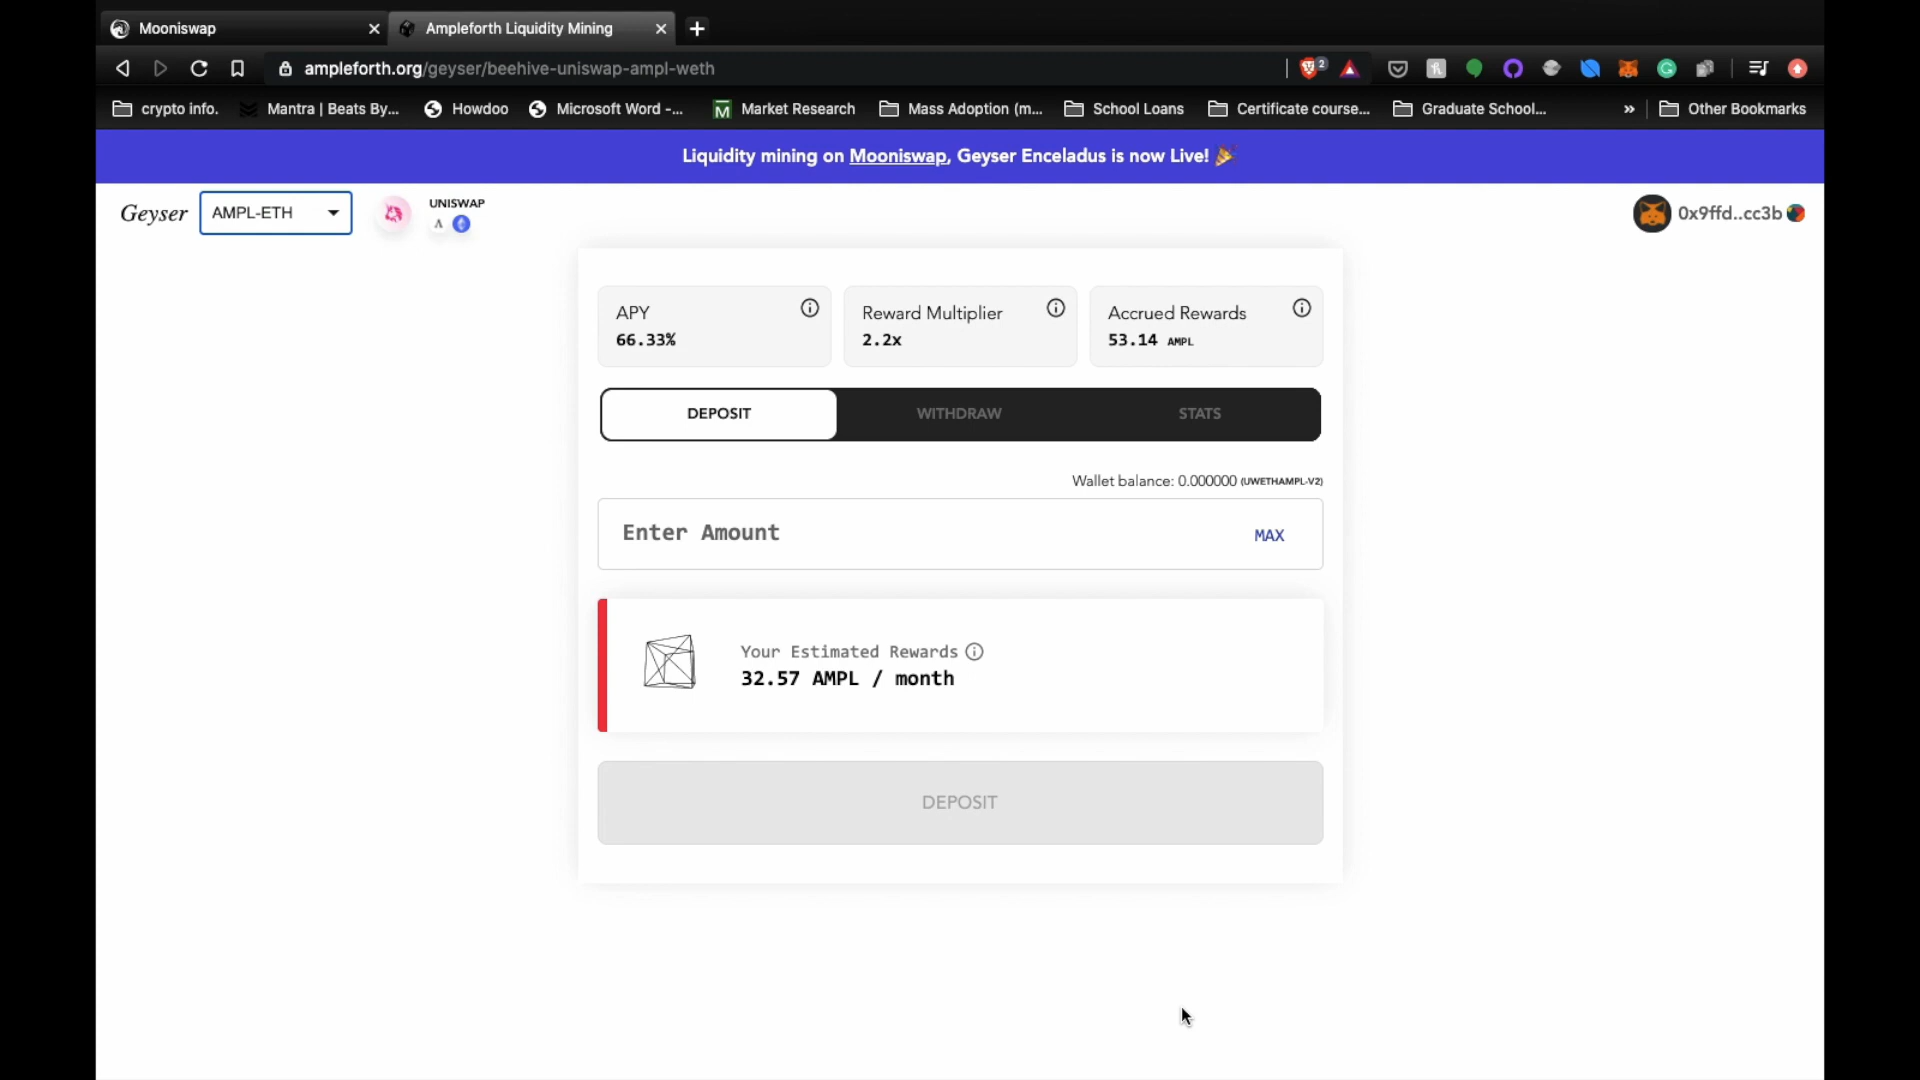 Mooniswap
Ampleforth Liquidity Mining
ampleforth.org/geyser/beehive-uniswap-ampl-weth
2
crypto info.
Mantra | Beats By...
Howdoo
Microsoft Word -...
Market Research
Mass Adoption (m...
School Loans
Certificate course...
Graduate School...
»
Other Bookmarks
Liquidity mining on Mooniswap, Geyser Enceladus is now Live! 🎉
Geyser
AMPL-ETH
UNISWAP
0x9ffd..cc3b
APY
66.33%
Reward Multiplier
2.2x
Accrued Rewards
53.14 AMPL
DEPOSIT
WITHDRAW
STATS
Wallet balance: 0.000000 (UWETHAMPL-V2)
Enter Amount
MAX
Your Estimated Rewards
32.57 AMPL / month
DEPOSIT